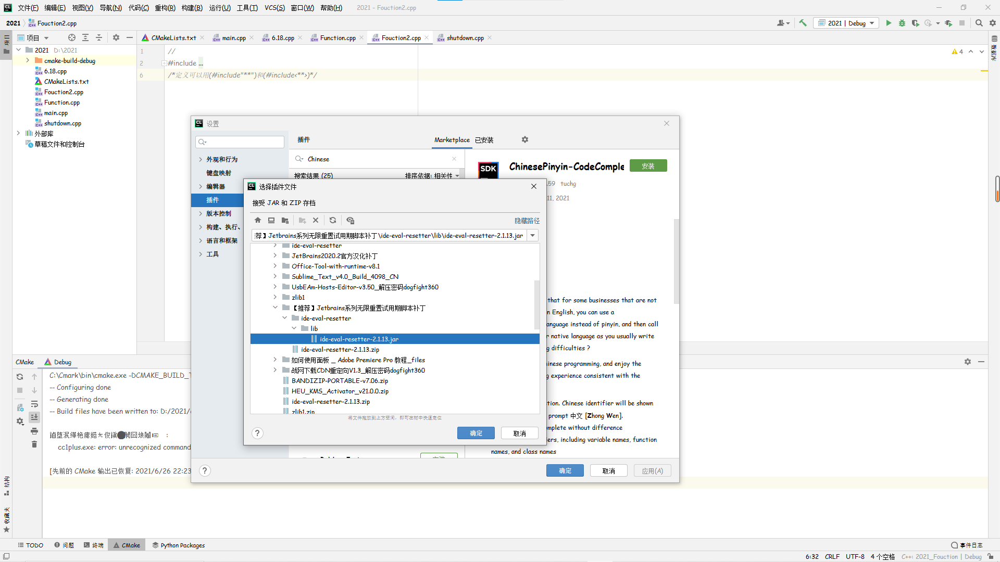 文件(F) 编辑(E) 视图(V) 导航(N) 代码(C) 重构(R) 构建(B) 运行(U) 工具(T) VCS(S) 窗口(W) 帮助(H) 2021 - Fouction2.cpp
2021 Fouction2.cpp
2021 | Debug
项目
CMakeLists.txt main.cpp 6.18.cpp Function.cpp Fouction2.cpp shutdown.cpp
项目
数据库
2021 D:\2021
cmake-build-debug
6.18.cpp
CMakeLists.txt
Fouction2.cpp
Function.cpp
main.cpp
shutdown.cpp
外部库
草稿文件和控制台
1 //
2 #include ...
6 /*定义可以用(#include"**")和(#include<**>)*/
4
设置
插件 Marketplace 已安装
外观和行为
键盘映射
编辑器
插件
版本控制
构建、执行、
语言和框架
工具
Chinese
搜索结果 (25) 排序依据: 相关性
SDK
ChinesePinyin-CodeComple
安装
.59 tuchg
11, 2021
that for some businesses that are not
n English, you can use a
anguage instead of pinyin, and then call
r native language as you usually write
g difficulties ?
inese programming, and enjoy the
g experience consistent with the
tion. Chinese identifier will be shown
prompt 中文 [Zhong Wen].
mplete without difference
ers, including variable names, function
names, and class names
选择插件文件
接受 JAR 和 ZIP 存档
隐藏路径
荐】Jetbrains系列无限重置试用期脚本补丁\ide-eval-resetter\lib\ide-eval-resetter-2.1.13.jar
ide-eval-resetter
JetBrains2020.2官方汉化补丁
Office-Tool-with-runtime-v8.1
Sublime_Text_v4.0_Build_4098_CN
UsbEAm-Hosts-Editor-v3.50_解压密码dogfight360
zlib1
【推荐】Jetbrains系列无限重置试用期脚本补丁
ide-eval-resetter
lib
ide-eval-resetter-2.1.13.jar
ide-eval-resetter-2.1.13.zip
如何使用面板 _ Adobe Premiere Pro 教程_files
战网下载CDN重定向V1.3_解压密码dogfight360
BANDIZIP-PORTABLE-v7.06.zip
HEU_KMS_Activator_v21.0.0.zip
ide-eval-resetter-2.1.13.zip
zlib1.zip
将文件拖放到上方空间，即可在树中快速定位
? 确定 取消
? 确定 取消 应用(A)
CMake Debug
C:\Cmark\bin\cmake.exe -DCMAKE_BUILD_T
-- Configuring done
-- Generating done
-- Build files have been written to: D:/2021/
cc1plus.exe: error: unrecognized command
[先前的 CMake 输出已恢复: 2021/6/26 22:23
结构
收藏夹
TODO 问题 终端 CMake Python Packages 事件日志
6:32 CRLF UTF-8 4 个空格 C++: 2021_Fouction | Debug